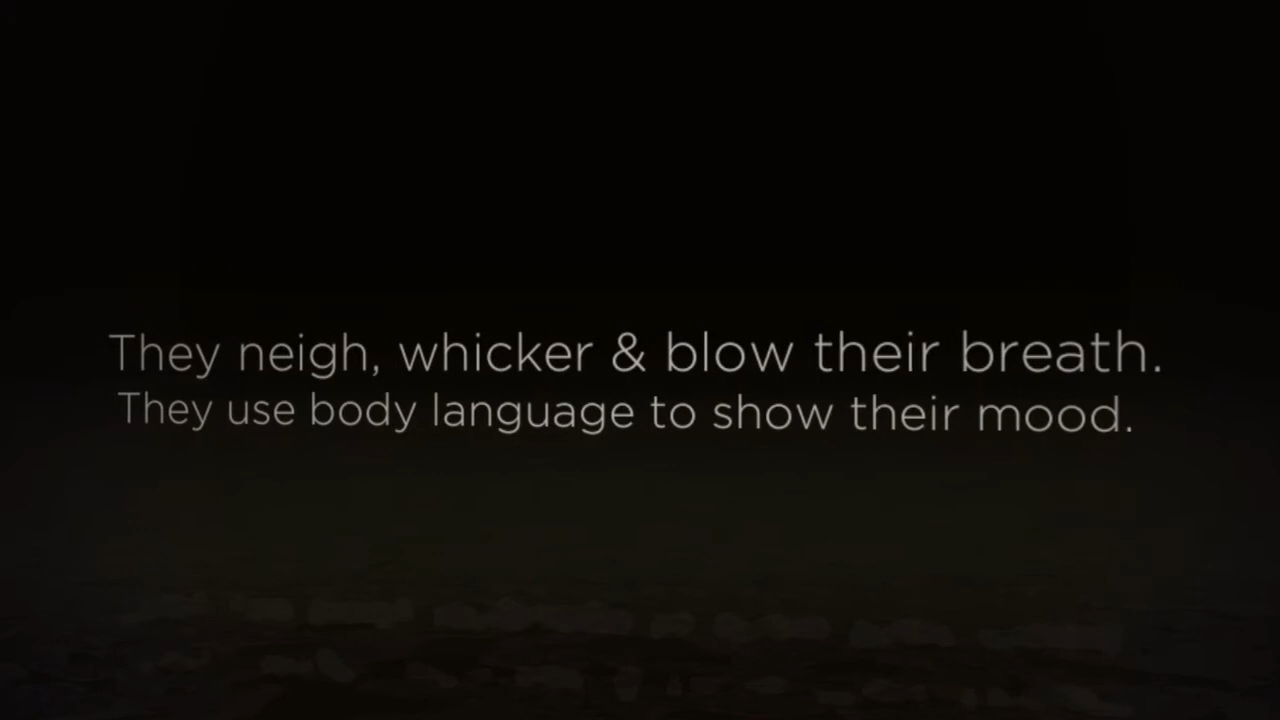 They neigh, whicker & blow their breath.
They use body language to show their mood.